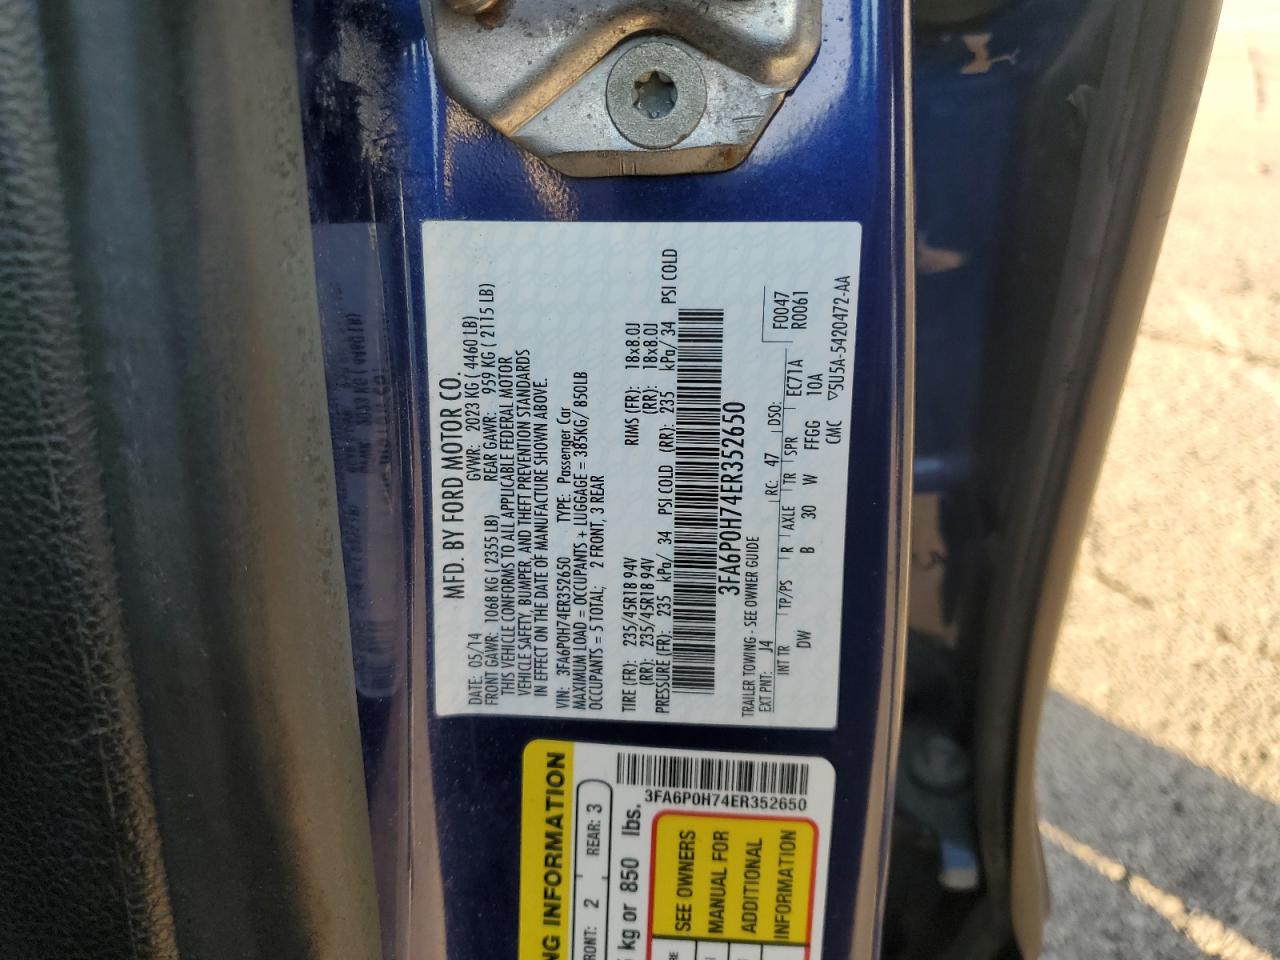 MFD. BY FORD MOTOR CO.
DATE: 05/14 GVWR: 2023 KG ( 4460 LB)
FRONT GAWR: 1068 KG ( 2355 LB) REAR GAWR: 959 KG ( 2115 LB)
THIS VEHICLE CONFORMS TO ALL APPLICABLE FEDERAL MOTOR
VEHICLE SAFETY, BUMPER, AND THEFT PREVENTION STANDARDS
IN EFFECT ON THE DATE OF MANUFACTURE SHOWN ABOVE.
VIN: 3FA6P0H74ER352650 TYPE: Passenger Car
MAXIMUM LOAD = OCCUPANTS + LUGGAGE = 385KG/ 850LB
OCCUPANTS = 5 TOTAL: 2 FRONT, 3 REAR
TIRE (FR): 235/45R18 94V RIMS (FR): 18x8.0J
(RR): 235/45R18 94V (RR): 18x8.0J
PRESSURE (FR): 235 kPa/ 34 PSI COLD (RR): 235 kPa/ 34 PSI COLD
3FA6P0H74ER352650
TRAILER TOWING - SEE OWNER GUIDE
F0047
EXT PNT: J4 RC: 47 DSO: R0061
INT TR TP/PS R AXLE TR SPR EC71A
DW B 30 W FFGG 10A
CMC ▽5U5A-5420472-AA
NG INFORMATION
RONT: 2 REAR: 3
kg or 850 lbs.
3FA6P0H74ER352650
SEE OWNERS
MANUAL FOR
ADDITIONAL
INFORMATION